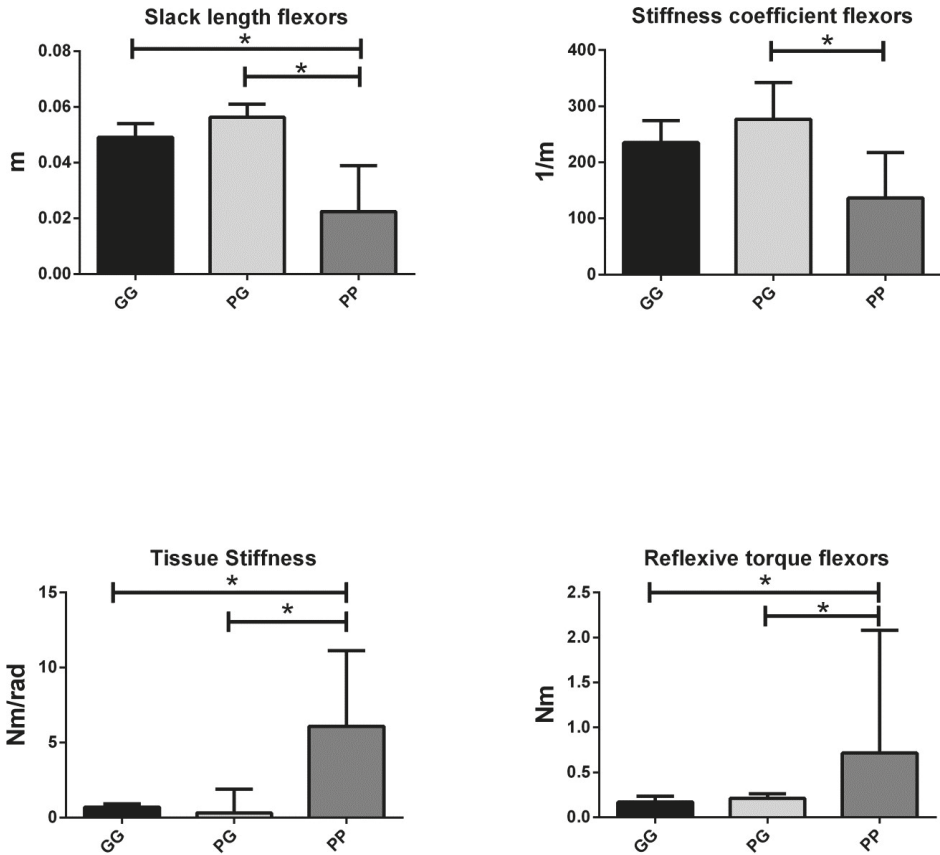 Slack length flexors
*
*
0.08
0.06
0.04
0.02
0.00
m
GG
PG
PP
Stiffness coefficient flexors
*
400
300
200
100
0
1/m
GG
PG
PP
Tissue Stiffness
*
*
15
10
5
0
Nm/rad
GG
PG
PP
Reflexive torque flexors
*
*
2.5
2.0
1.5
1.0
0.5
0.0
Nm
GG
PG
PP